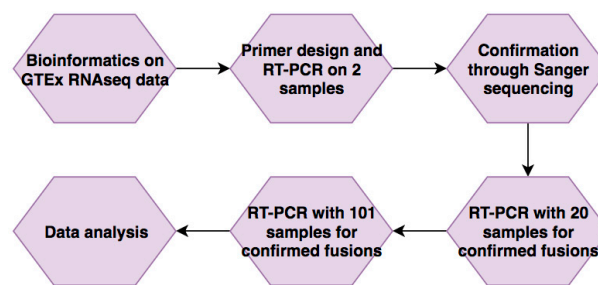 Bioinformatics on
GTEx RNAseq data
Primer design and
RT-PCR on 2
samples
Confirmation
through Sanger
sequencing
RT-PCR with 20
samples for
confirmed fusions
RT-PCR with 101
samples for
confirmed fusions
Data analysis